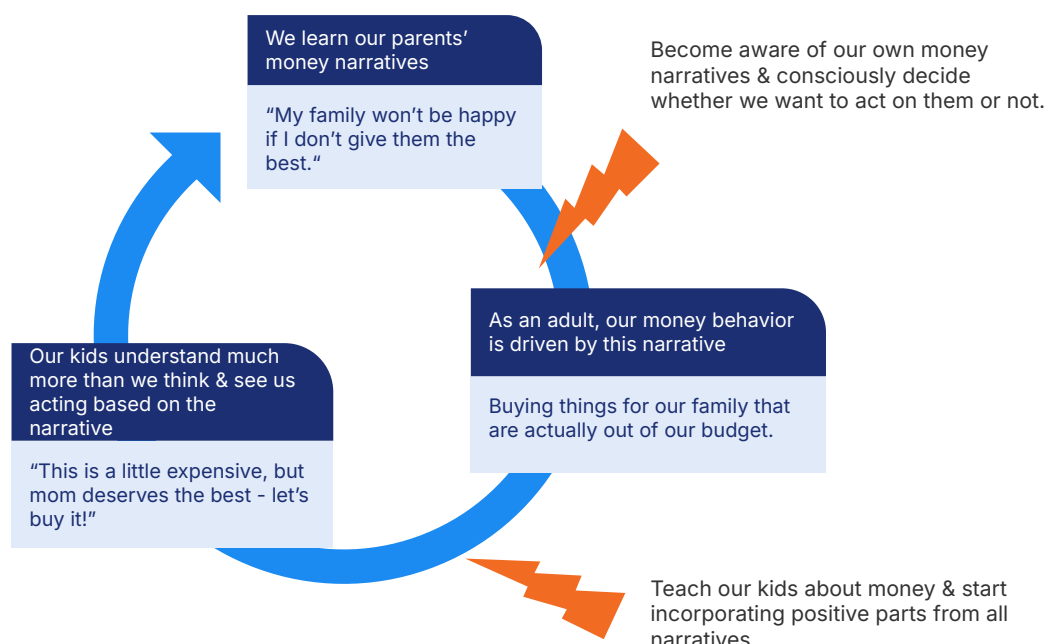 We learn our parents’
money narratives
“My family won’t be happy
if I don’t give them the
best.“
Become aware of our own money
narratives & consciously decide
whether we want to act on them or not.
As an adult, our money behavior
is driven by this narrative
Buying things for our family that
are actually out of our budget.
Our kids understand much
more than we think & see us
acting based on the
narrative
“This is a little expensive, but
mom deserves the best - let’s
buy it!”
Teach our kids about money & start
incorporating positive parts from all
narratives